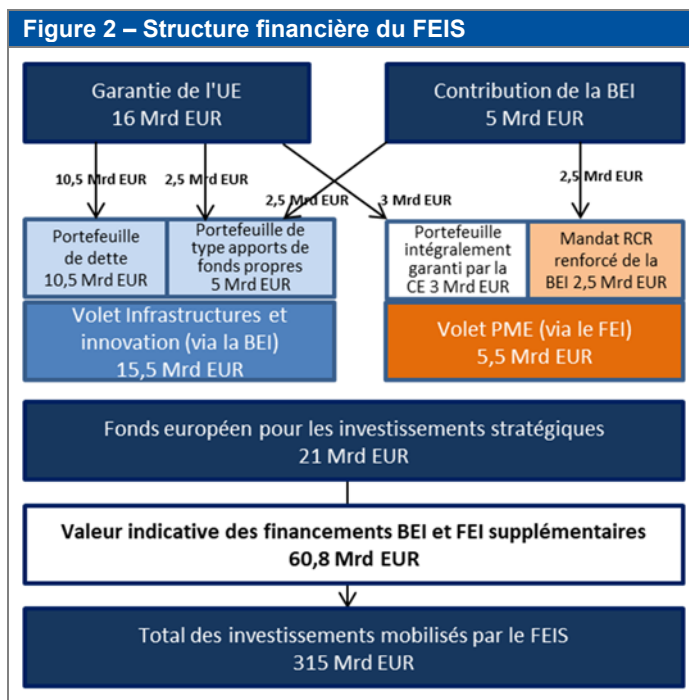 Figure 2 – Structure financière du FEIS
Garantie de l'UE
16 Mrd EUR
Contribution de la BEI
5 Mrd EUR
10,5 Mrd EUR
2,5 Mrd EUR
2,5 Mrd EUR
3 Mrd EUR
2,5 Mrd EUR
Portefeuille
de dette
10,5 Mrd EUR
Portefeuille de
type apports de
fonds propres
5 Mrd EUR
Portefeuille
intégralement
garanti par la
CE 3 Mrd EUR
Mandat RCR
renforcé de la
BEI 2,5 Mrd EUR
Volet Infrastructures et
innovation (via la BEI)
15,5 Mrd EUR
Volet PME (via le FEI)
5,5 Mrd EUR
Fonds européen pour les investissements stratégiques
21 Mrd EUR
Valeur indicative des financements BEI et FEI supplémentaires
60,8 Mrd EUR
Total des investissements mobilisés par le FEIS
315 Mrd EUR